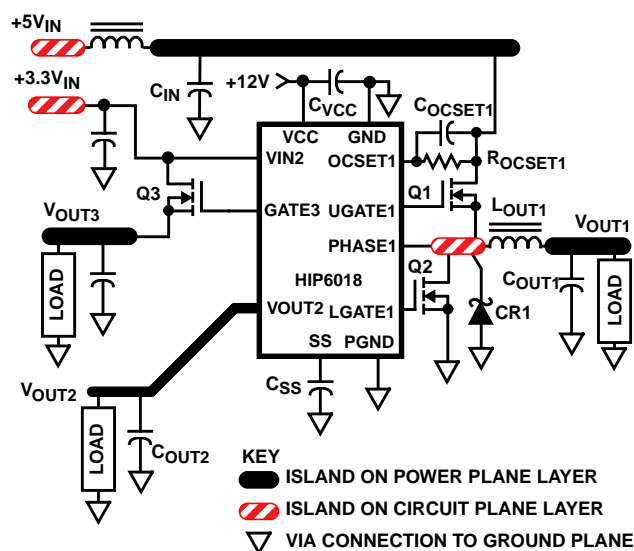 +5VIN
+3.3VIN
CIN
+12V
CVCC
COCSET1
VCC
GND
VIN2
OCSET1
ROCSET1
Q3
GATE3
UGATE1
Q1
LOUT1
VOUT3
VOUT1
PHASE1
LOAD
HIP6018
Q2
COUT1
LOAD
VOUT2
LGATE1
CR1
SS
PGND
CSS
VOUT2
LOAD
COUT2
KEY
ISLAND ON POWER PLANE LAYER
ISLAND ON CIRCUIT PLANE LAYER
VIA CONNECTION TO GROUND PLANE